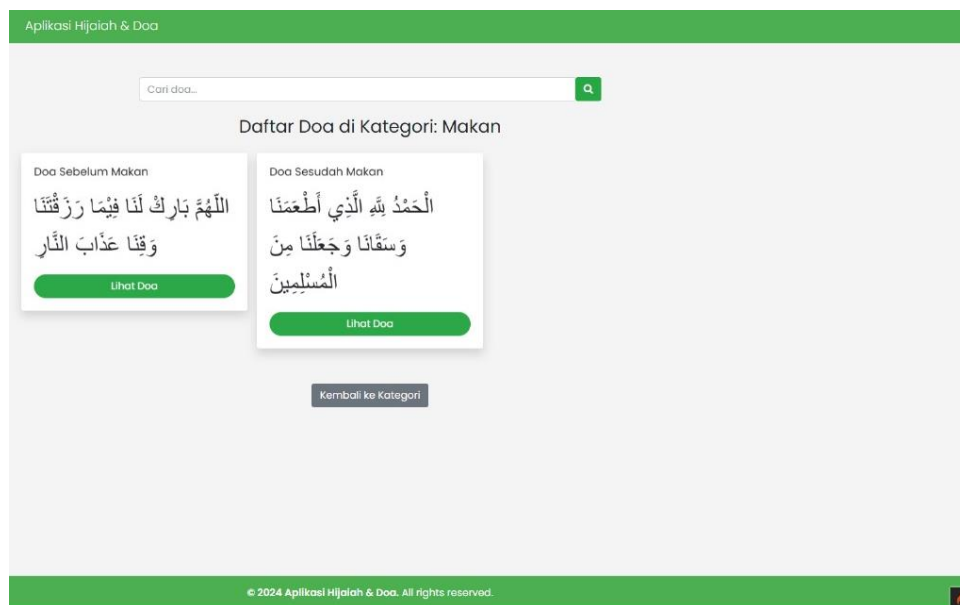 Aplikasi Hijaiah & Doa
Cari doa...
Daftar Doa di Kategori: Makan
Doa Sebelum Makan
اللّهُمَّ بَارِكْ لَنَا فِيْمَا رَزَقْتَنَا
وَقِنَا عَذَابَ النَّارِ
Lihat Doa
Doa Sesudah Makan
الْحَمْدُ لِلَّهِ الَّذِي أَطْعَمَنَا
وَسَقَانَا وَجَعَلَنَا مِنَ
الْمُسْلِمِينَ
Lihat Doa
Kembali ke Kategori
© 2024 Aplikasi Hijaiah & Doa. All rights reserved.